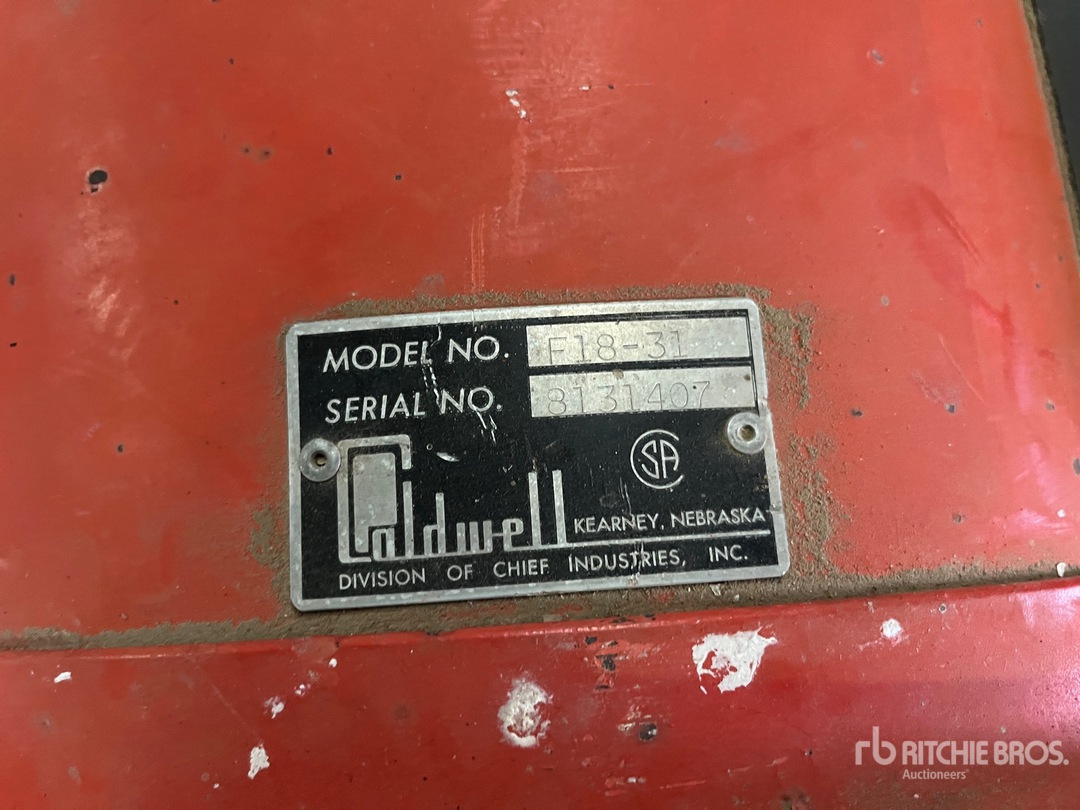 MODEL NO. F18-31
SERIAL NO. 8131407
Caldwell
CSA
KEARNEY, NEBRASKA
DIVISION OF CHIEF INDUSTRIES, INC.
rb RITCHIE BROS.
Auctioneers